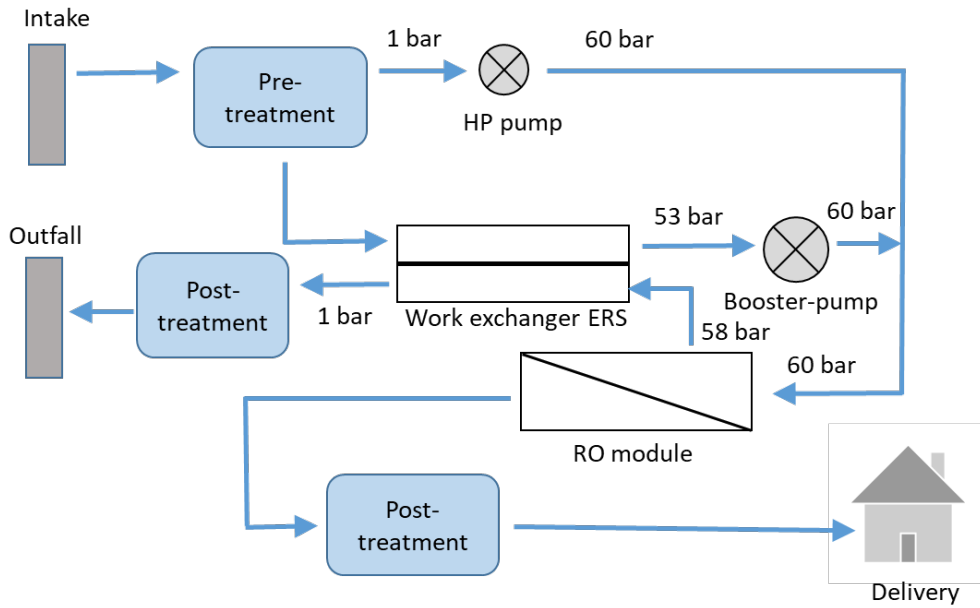 Intake
1 bar
60 bar
Pre-
treatment
HP pump
Outfall
53 bar
60 bar
Post-
treatment
1 bar
Work exchanger ERS
Booster-pump
58 bar
60 bar
RO module
Post-
treatment
Delivery